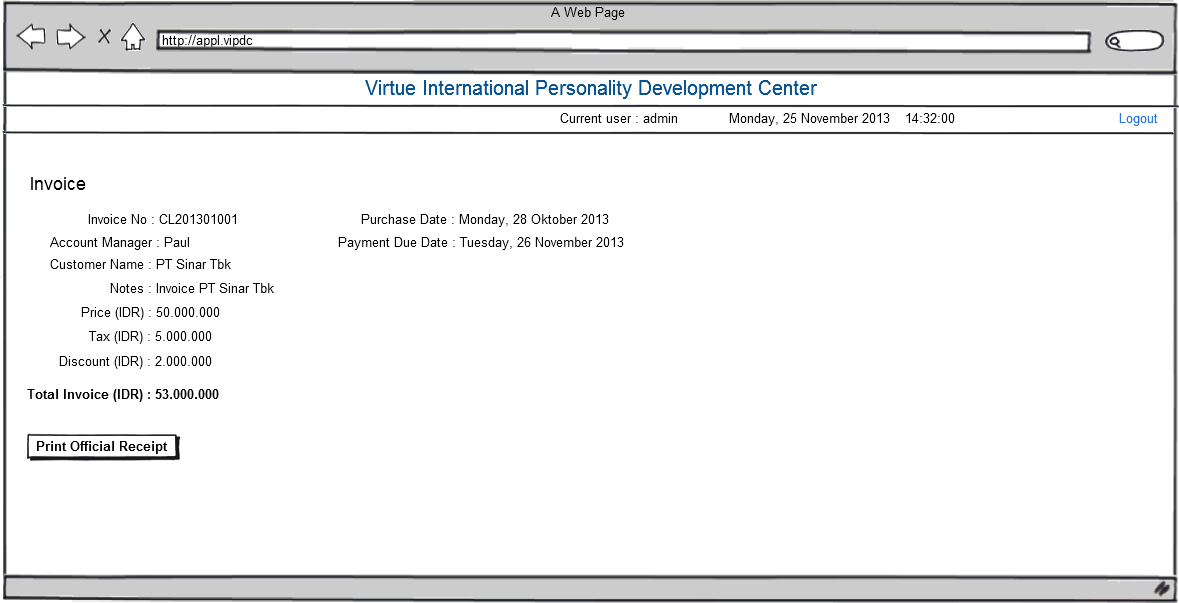 A Web Page
http://appl.vipdc
Virtue International Personality Development Center
Current user : admin Monday, 25 November 2013 14:32:00 Logout
Invoice
Invoice No : CL201301001 Purchase Date : Monday, 28 Oktober 2013
Account Manager : Paul Payment Due Date : Tuesday, 26 November 2013
Customer Name : PT Sinar Tbk
Notes : Invoice PT Sinar Tbk
Price (IDR) : 50.000.000
Tax (IDR) : 5.000.000
Discount (IDR) : 2.000.000
Total Invoice (IDR) : 53.000.000
Print Official Receipt